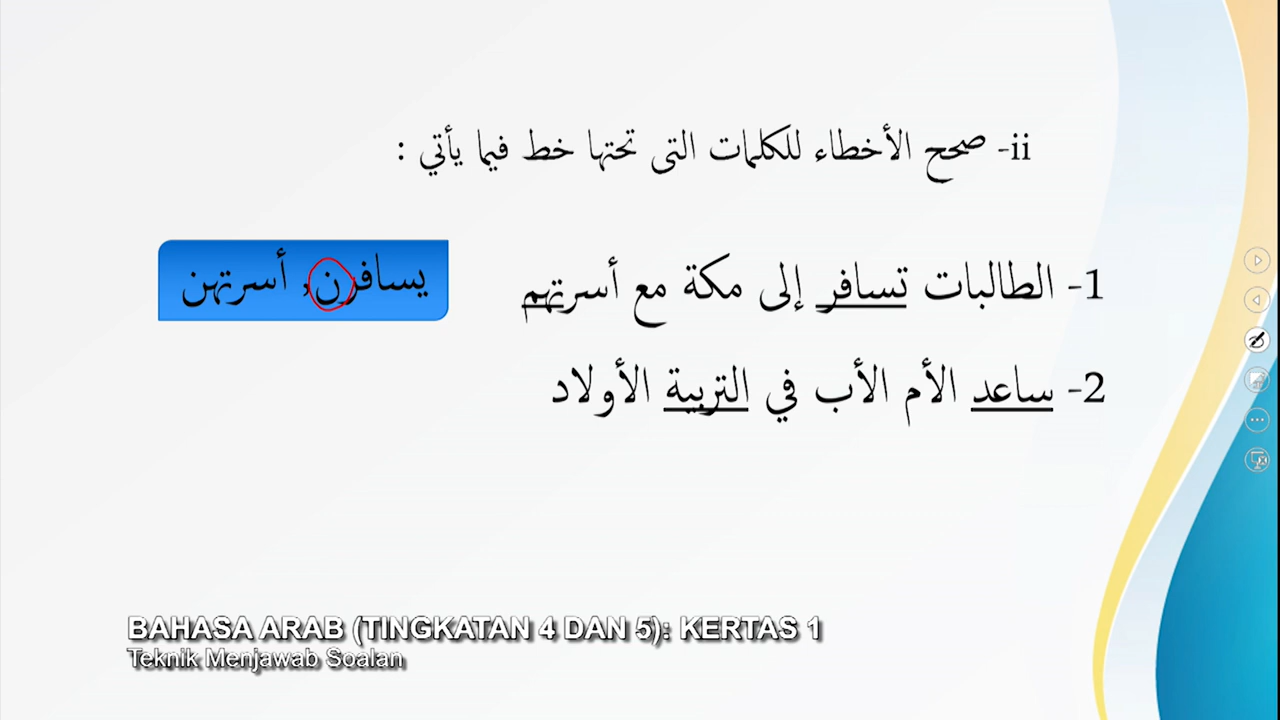 ii- صحح الأخطاء للكلمات التى تحتها خط فيما يأتي :
1- الطالبات تسافر إلى مكة مع أسرتهم
يسافرن، أسرتهن
2- ساعد الأم الأب في التربية الأولاد
BAHASA ARAB (TINGKATAN 4 DAN 5): KERTAS 1
Teknik Menjawab Soalan